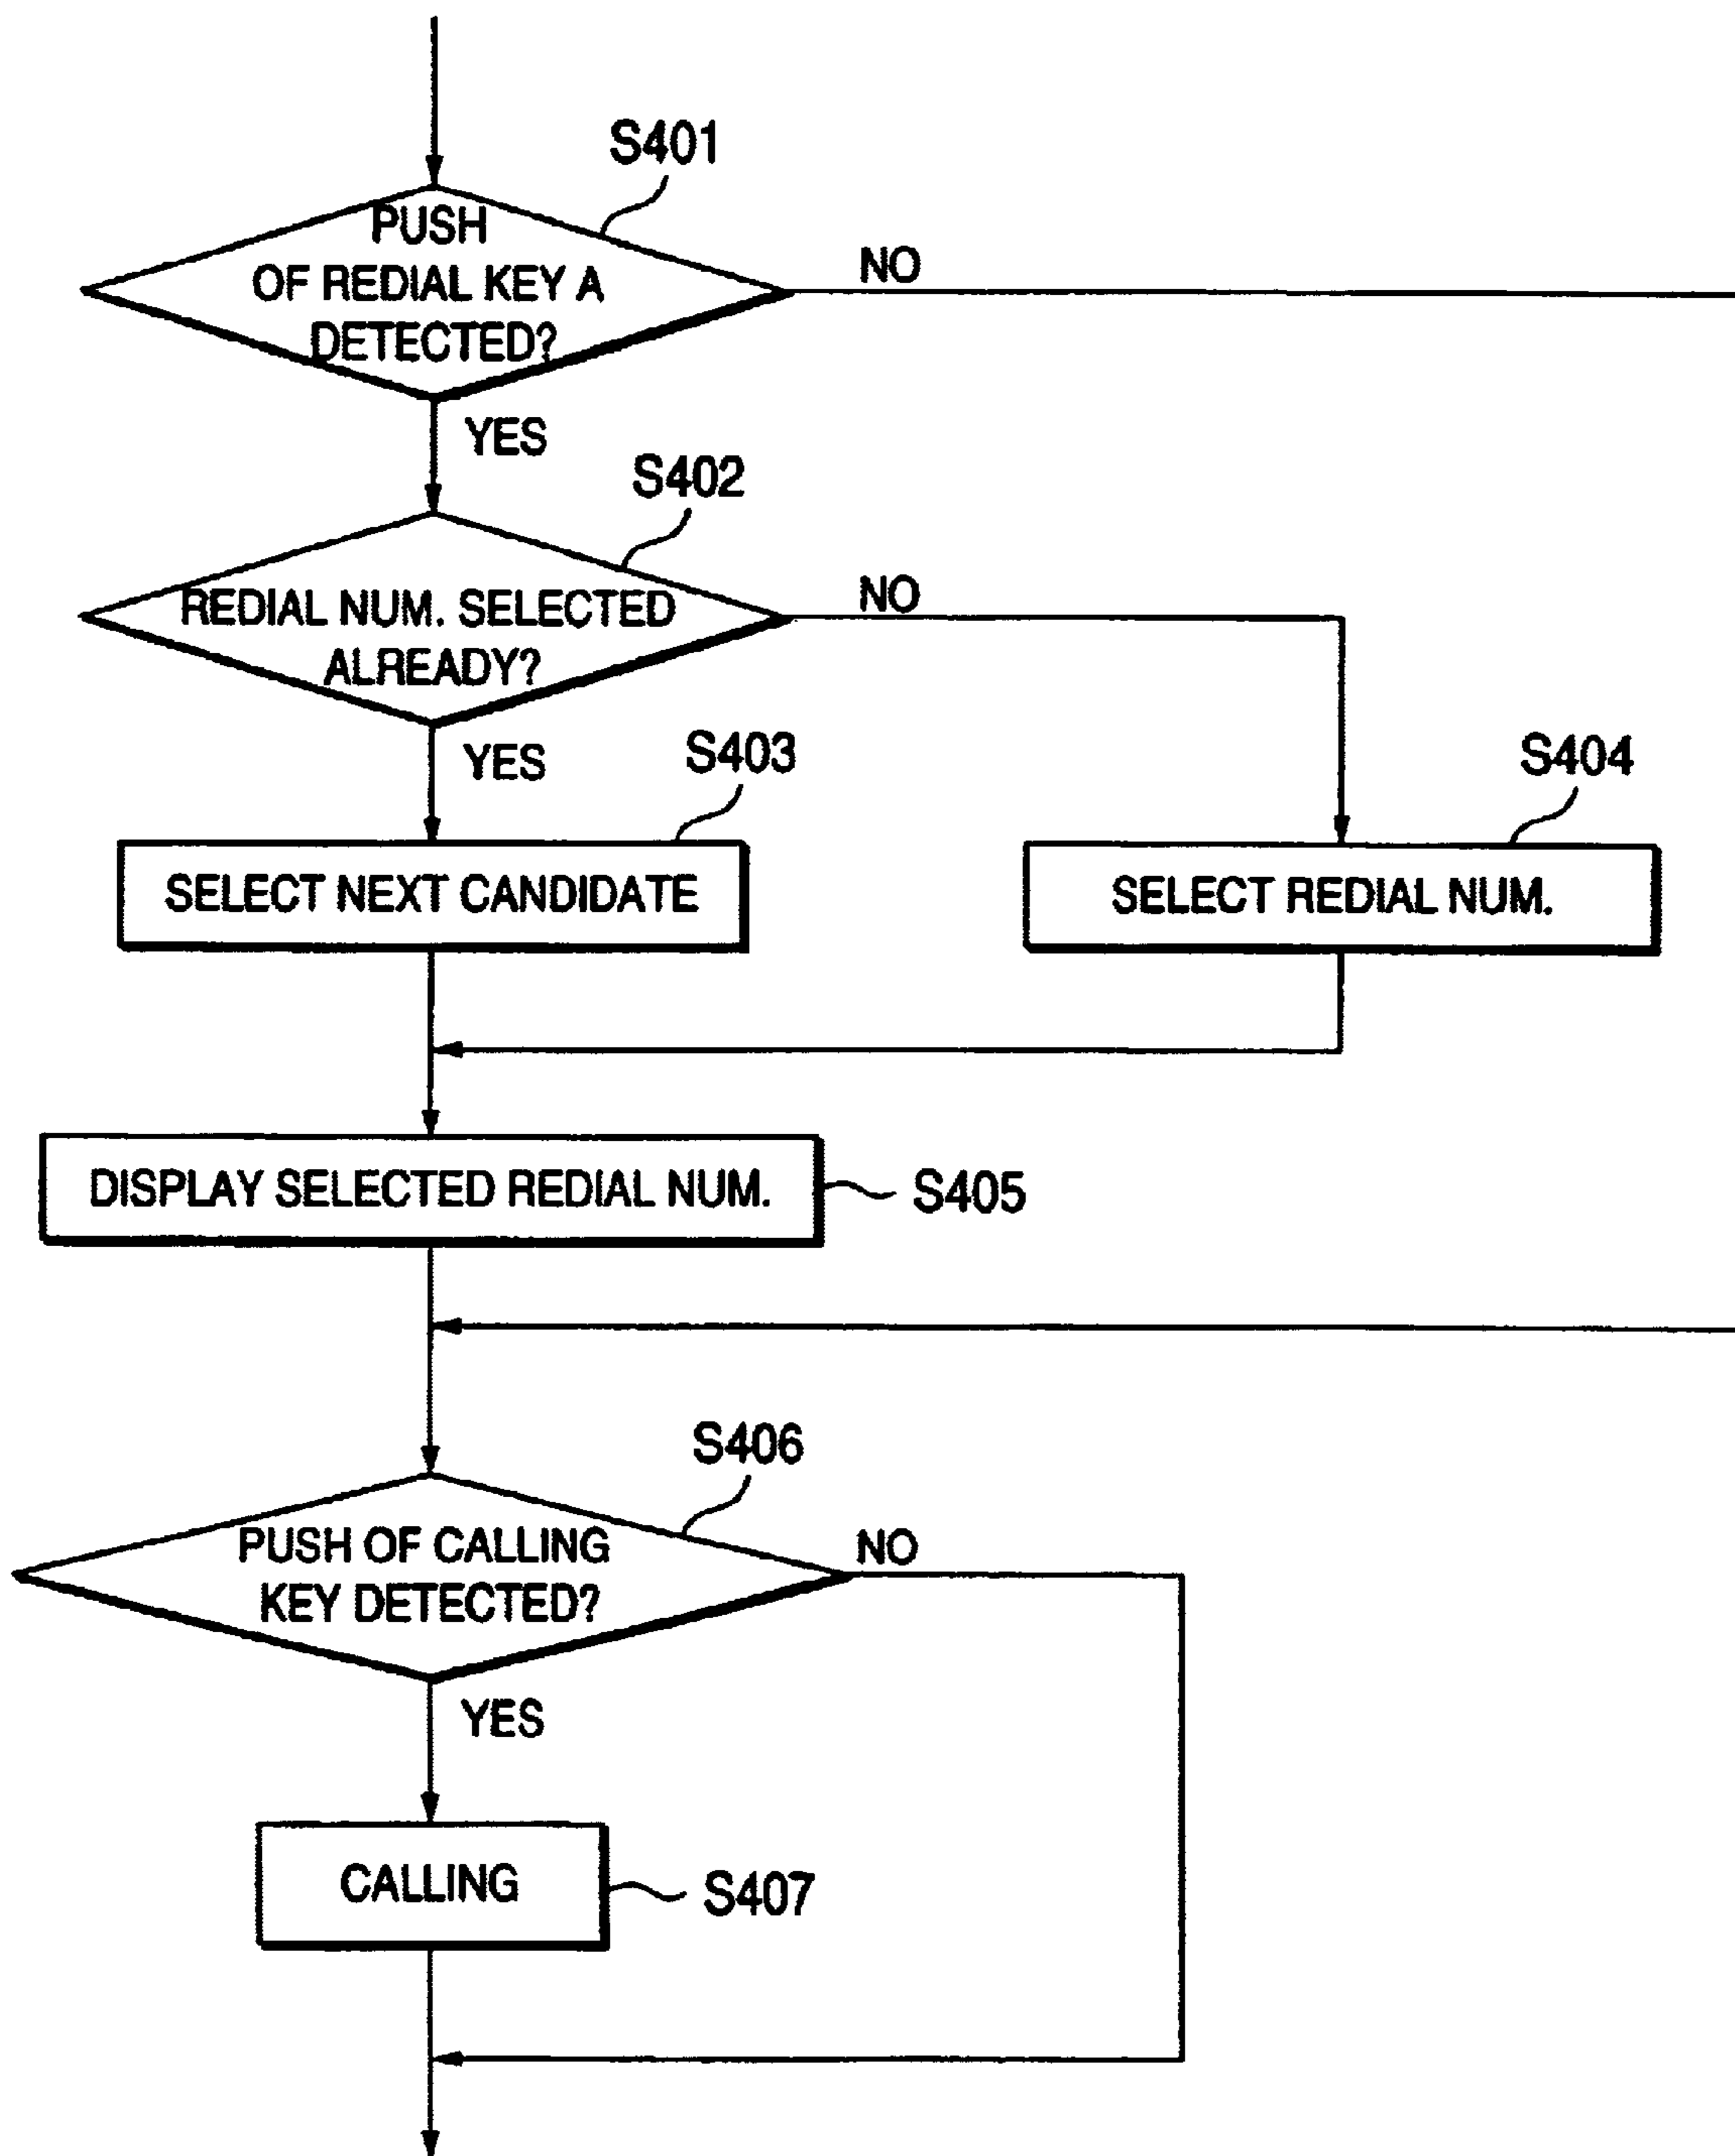 S401
PUSH
OF REDIAL KEY A
DETECTED?
NO
YES
S402
REDIAL NUM. SELECTED
ALREADY?
NO
YES
S403
S404
SELECT NEXT CANDIDATE
SELECT REDIAL NUM.
DISPLAY SELECTED REDIAL NUM.
S405
S406
PUSH OF CALLING
KEY DETECTED?
NO
YES
CALLING
S407